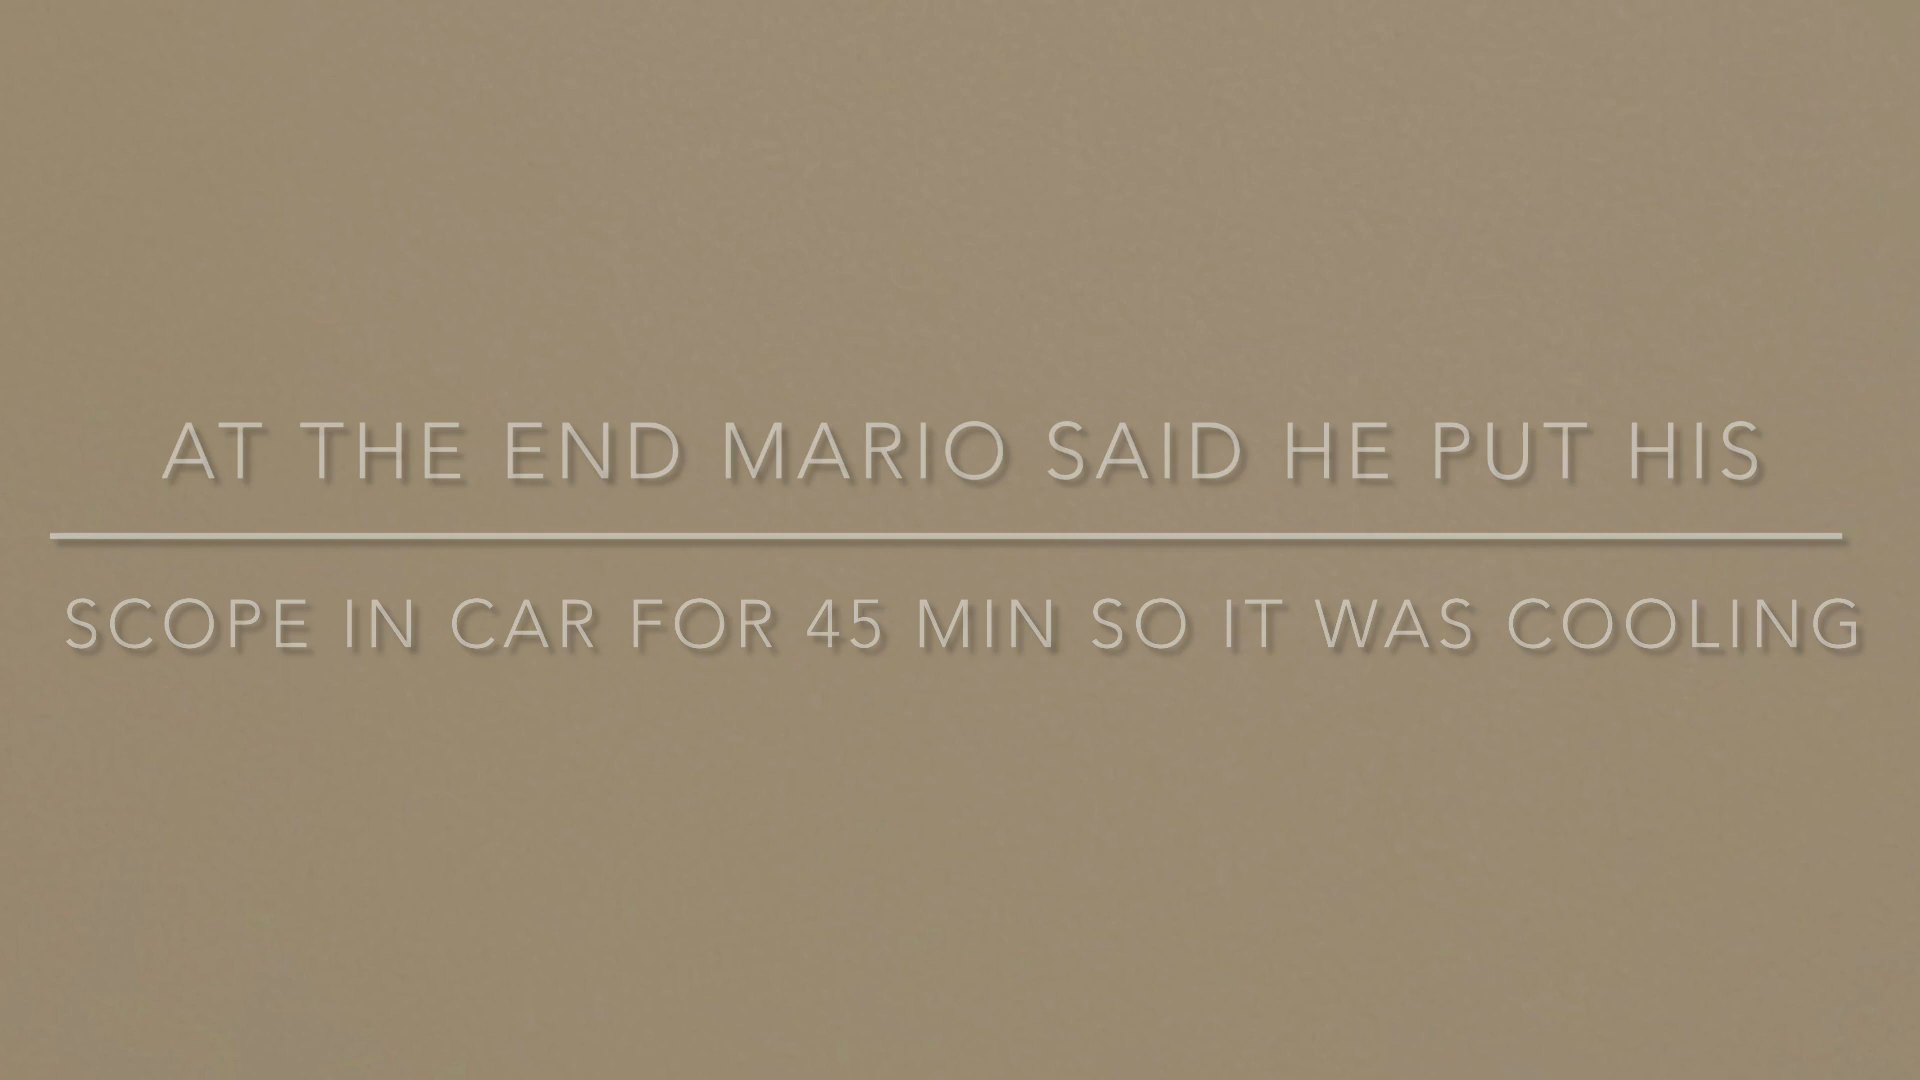 AT THE END MARIO SAID HE PUT HIS
SCOPE IN CAR FOR 45 MIN SO IT WAS COOLING